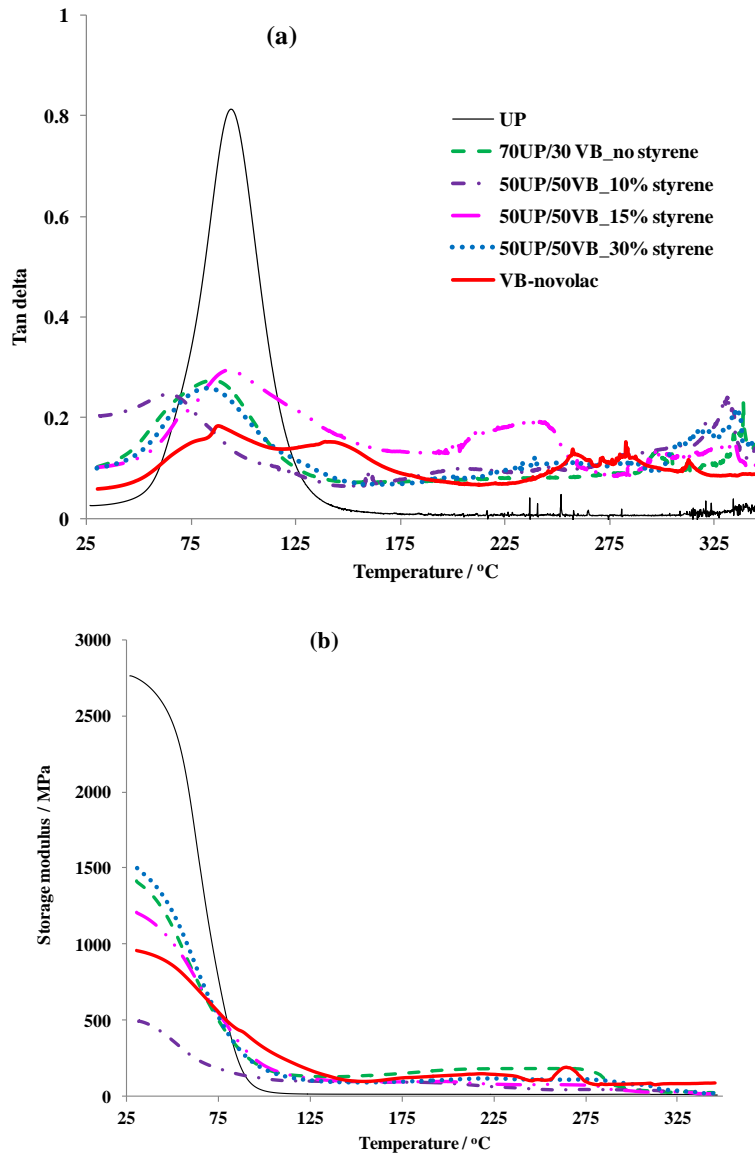 (a)
1
0.8
0.6
0.4
0.2
0
Tan delta
UP
70UP/30 VB_no styrene
50UP/50VB_10% styrene
50UP/50VB_15% styrene
50UP/50VB_30% styrene
VB-novolac
25 75 125 175 225 275 325
Temperature / ᵒC
(b)
3000
2500
2000
1500
1000
500
0
Storage modulus / MPa
25 75 125 175 225 275 325
Temperature / ᵒC